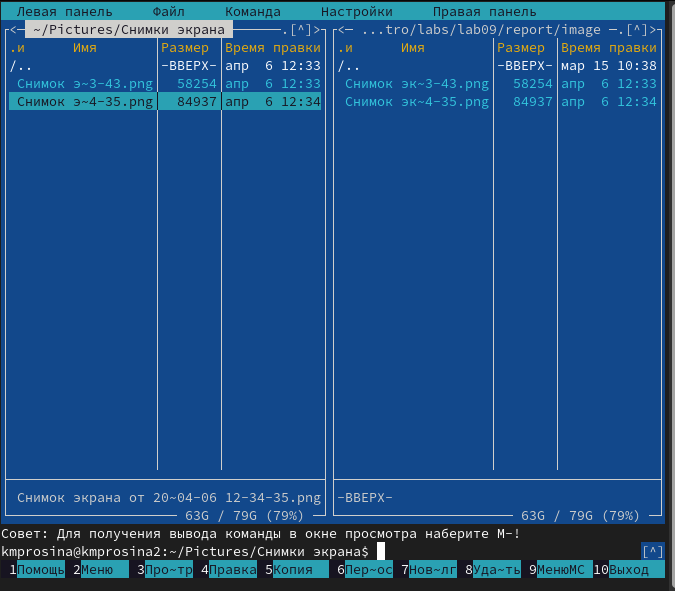 Левая панель Файл Команда Настройки Правая панель
<─ ~/Pictures/Снимки экрана ─.[^]>
.и Имя Размер Время правки
/.. -ВВЕРХ- апр 6 12:33
Снимок э~3-43.png 58254 апр 6 12:33
Снимок э~4-35.png 84937 апр 6 12:34
Снимок экрана от 20~04-06 12-34-35.png
63G / 79G (79%)
<─ ...tro/labs/lab09/report/image ─.[^]>
.и Имя Размер Время правки
/.. -ВВЕРХ- мар 15 10:38
Снимок эк~3-43.png 58254 апр 6 12:33
Снимок эк~4-35.png 84937 апр 6 12:34
-ВВЕРХ-
63G / 79G (79%)
Совет: Для получения вывода команды в окне просмотра наберите M-!
kmprosina@kmprosina2:~/Pictures/Снимки экрана$ [^]
1Помощь 2Меню 3Про~тр 4Правка 5Копия 6Пер~ос 7Нов~лг 8Уда~ть 9МенюMC 10Выход